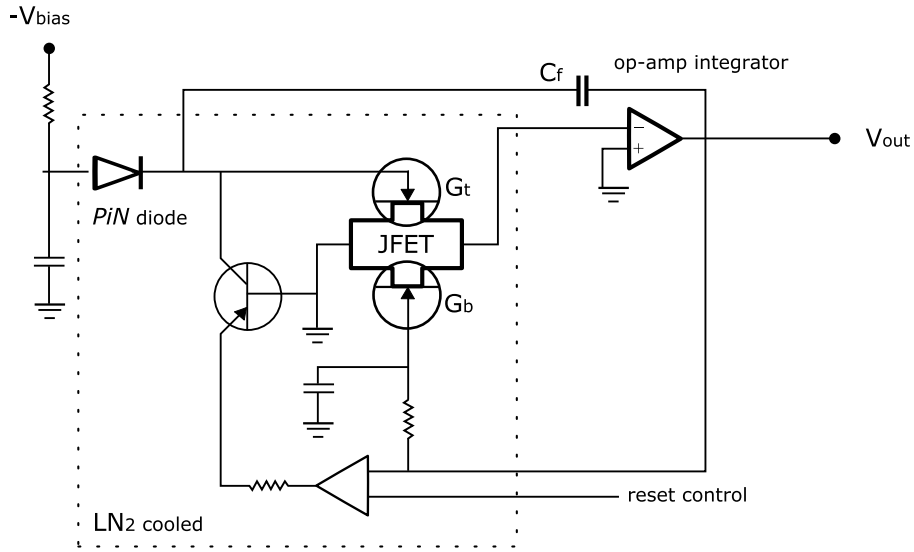 -Vbias
Cf
op-amp integrator
−
+
Vout
PiN diode
Gt
JFET
Gb
reset control
LN2 cooled